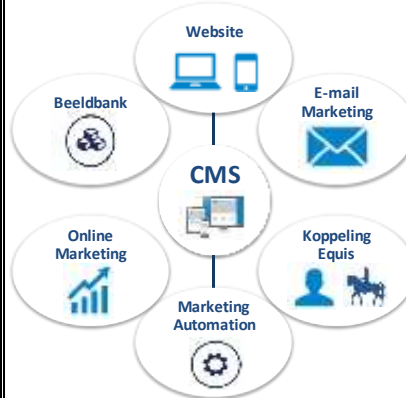 Website
Beeldbank
E-mail
Marketing
CMS
Online
Marketing
Koppeling
Equis
Marketing
Automation